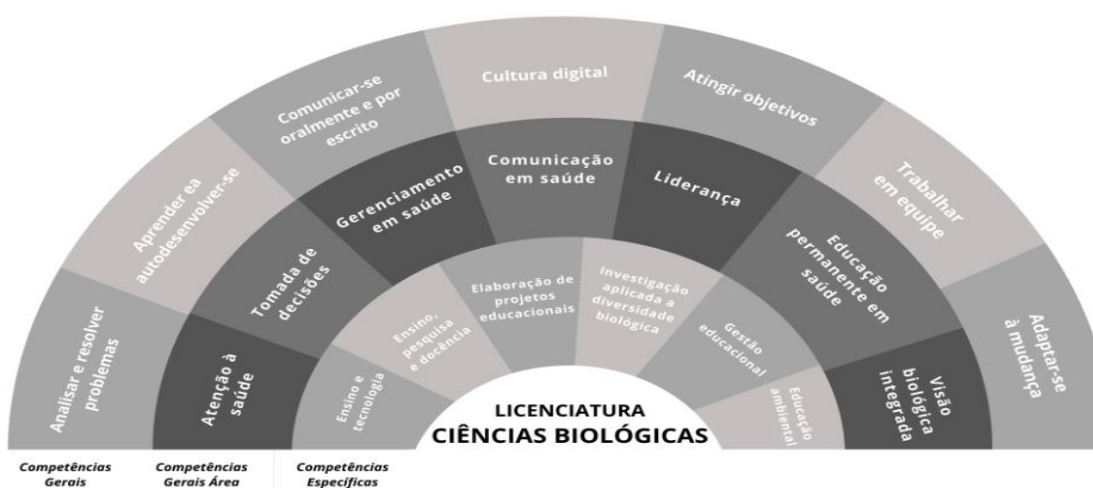 Analisar e resolver
problemas
Aprender ea
autodesenvolver-se
Comunicar-se
oralmente e por
escrito
Cultura digital
Atingir objetivos
Trabalhar
em equipe
Adaptar-se
à mudança
Atenção à
saúde
Tomada de
decisões
Gerenciamento
em saúde
Comunicação
em saúde
Liderança
Educação
permanente em
saúde
Visão
biológica
integrada
Ensino e
tecnologia
Ensino,
pesquisa
e docência
Elaboração de
projetos
educacionais
Investigação
aplicada a
diversidade
biológica
Gestão
educacional
Educação
ambiental
LICENCIATURA
CIÊNCIAS BIOLÓGICAS
Competências
Gerais
Competências
Gerais Área
Competências
Específicas